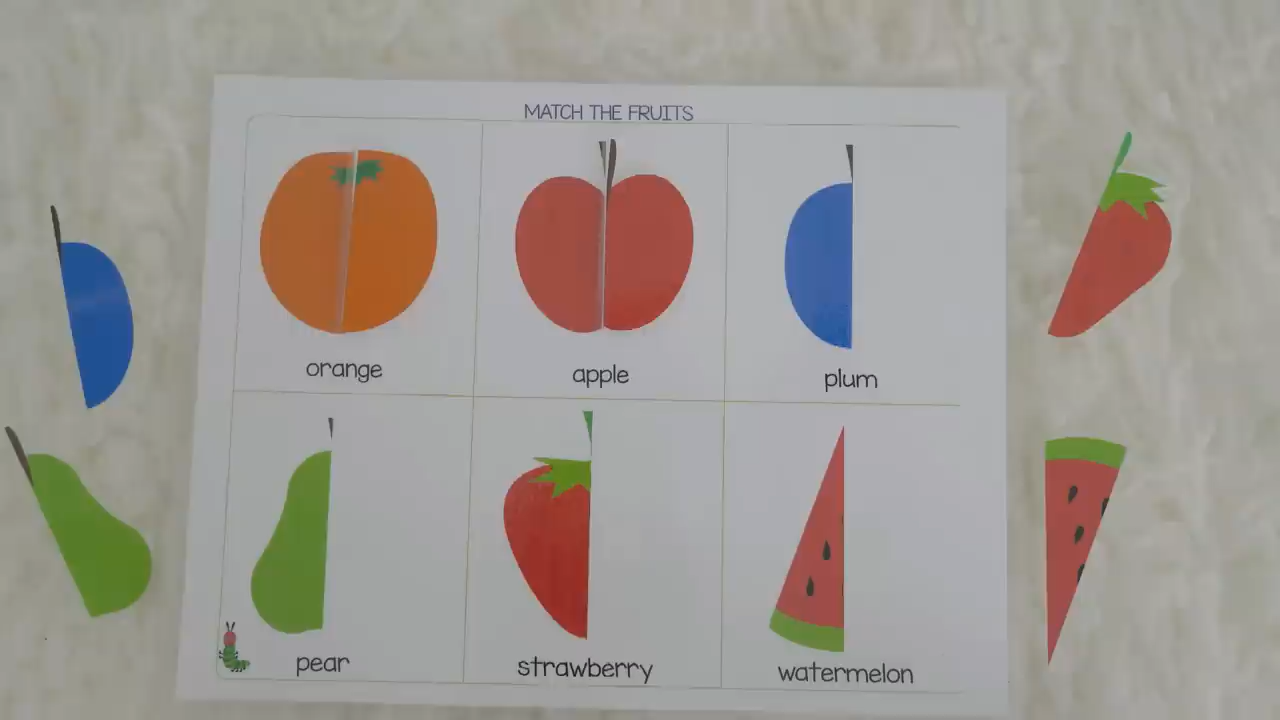 MATCH THE FRUITS
orange
apple
plum
pear
strawberry
watermelon